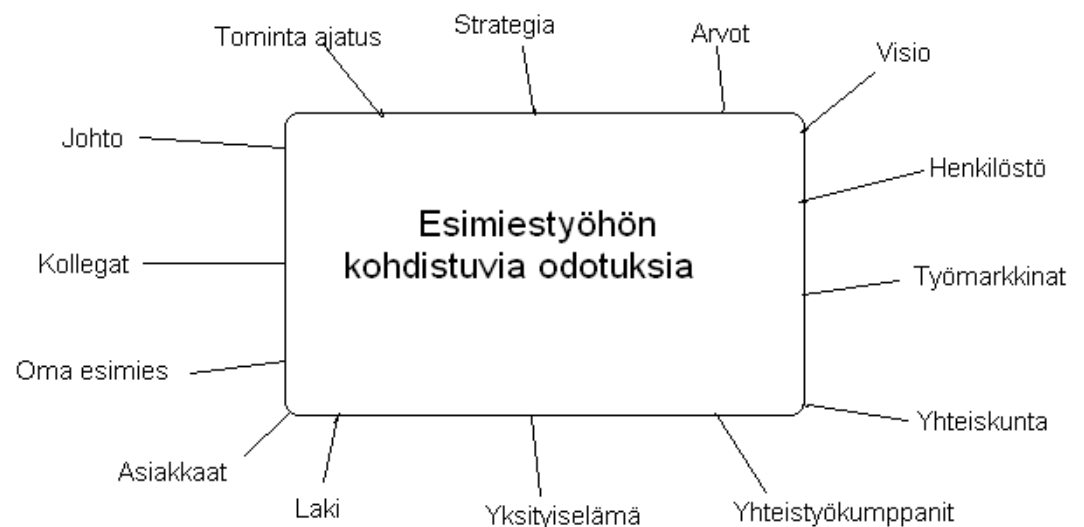 Tominta ajatus
Strategia
Arvot
Visio
Johto
Henkilöstö
Esimiestyöhön
kohdistuvia odotuksia
Kollegat
Työmarkkinat
Oma esimies
Yhteiskunta
Asiakkaat
Laki
Yksityiselämä
Yhteistyökumppanit